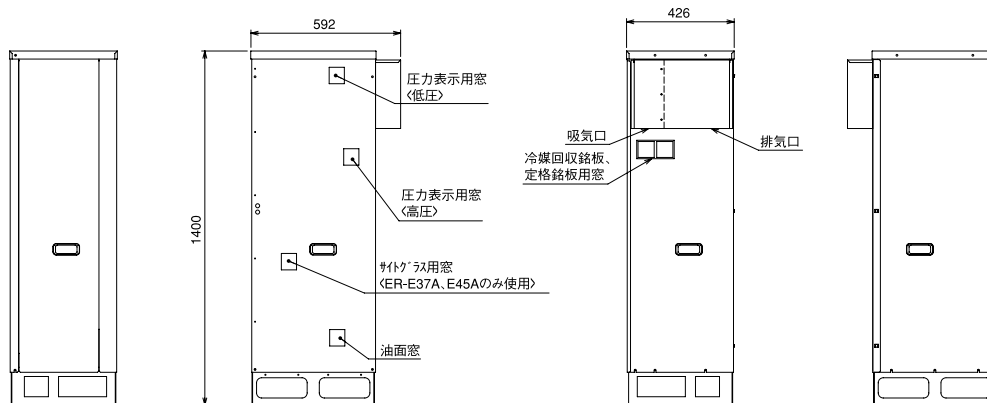 592
426
圧力表示用窓
〈低圧〉
吸気口
排気口
冷媒回収銘板、
定格銘板用窓
圧力表示用窓
〈高圧〉
1400
ｻｲﾄｸﾞﾗｽ用窓
〈ER-E37A、E45Aのみ使用〉
油面窓